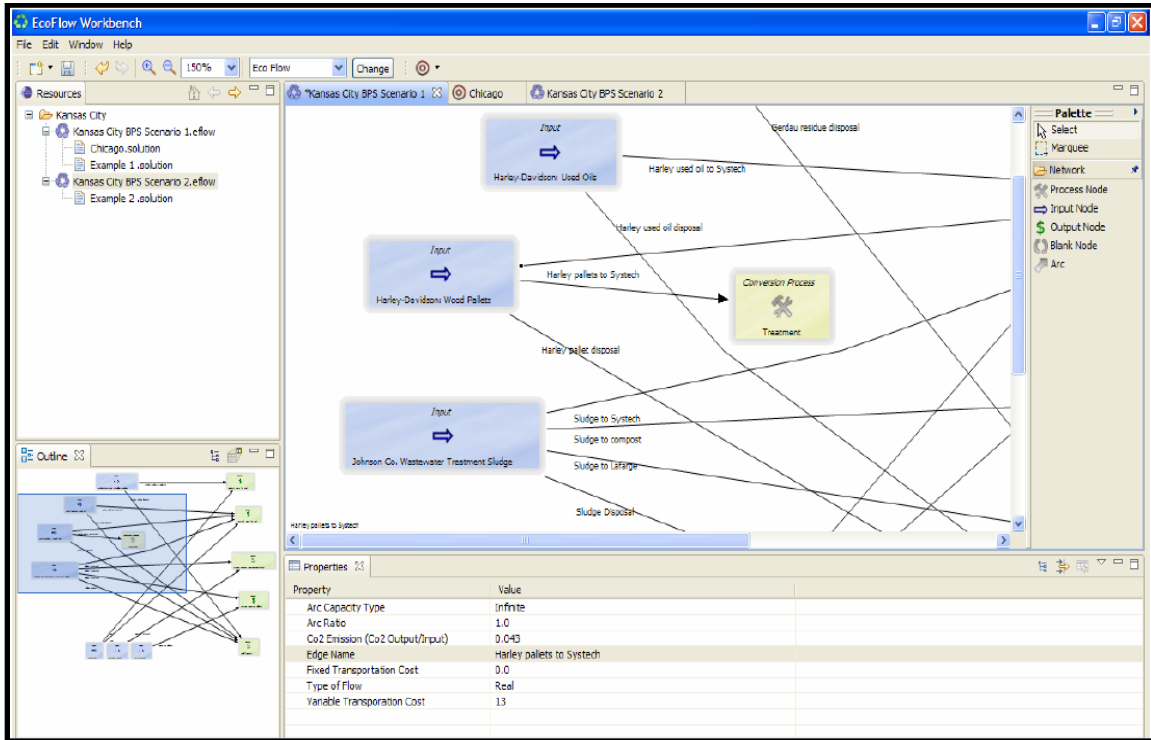 EcoFlow Workbench
File Edit Window Help
150% Eco Flow Change
Resources
Kansas City
Kansas City BPS Scenario 1.eflow
Chicago.solution
Example 1 .solution
Kansas City BPS Scenario 2.eflow
Example 2 .solution
Outline
*Kansas City BPS Scenario 1 Chicago Kansas City BPS Scenario 2
Input
Harley-Davidson: Used Oils
Gerdau residue disposal
Harley used oil to Systech
Harley used oil disposal
Input
Harley-Davidson: Wood Pallets
Harley pallets to Systech
Conversion Process
Treatment
Harley pallet disposal
Input
Johnson Co. Wastewater Treatment Sludge
Sludge to Systech
Sludge to compost
Sludge to Lafarge
Sludge Disposal
Harley pallets to Systech
Palette
Select
Marquee
Network
Process Node
Input Node
Output Node
Blank Node
Arc
Properties
Property Value
Arc Capacity Type Infinite
Arc Ratio 1.0
Co2 Emission (Co2 Output/Input) 0.043
Edge Name Harley pallets to Systech
Fixed Transportation Cost 0.0
Type of Flow Real
Variable Transporation Cost 13